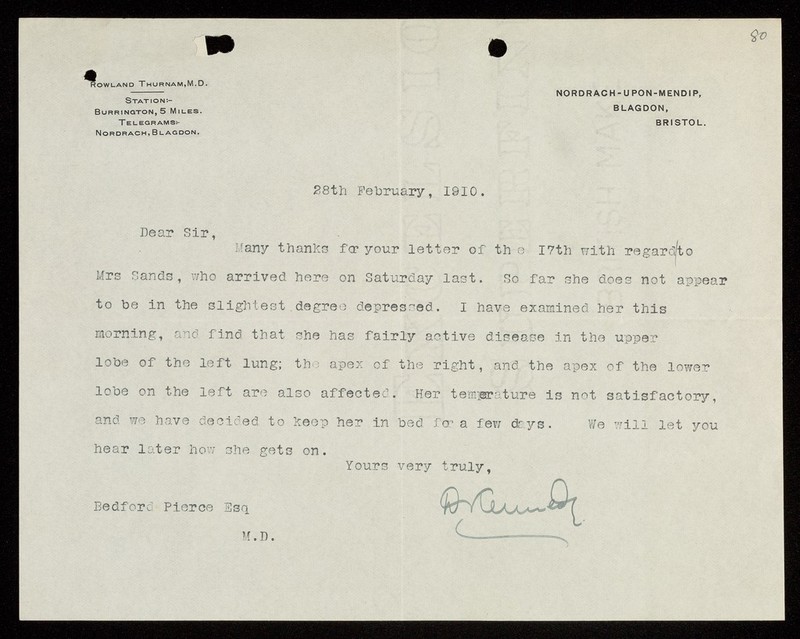 80
ROWLAND THURNAM, M.D.
STATION:-
BURRINGTON, 5 MILES.
TELEGRAMS:-
NORDRACH, BLAGDON.
NORDRACH-UPON-MENDIP,
BLAGDON,
BRISTOL.
28th February, 1910.
Dear Sir,
Many thanks for your letter of the 17th with regard/to
Mrs Sands, who arrived here on Saturday last. So far she does not appear
to be in the slightest degree depressed. I have examined her this
morning, and find that she has fairly active disease in the upper
lobe of the left lung; the apex of the right, and the apex of the lower
lobe on the left are also affected. Her temperature is not satisfactory,
and we have decided to keep her in bed for a few days. We will let you
hear later how she gets on.
Yours very truly,
Bedford Pierce Esq
M.D.